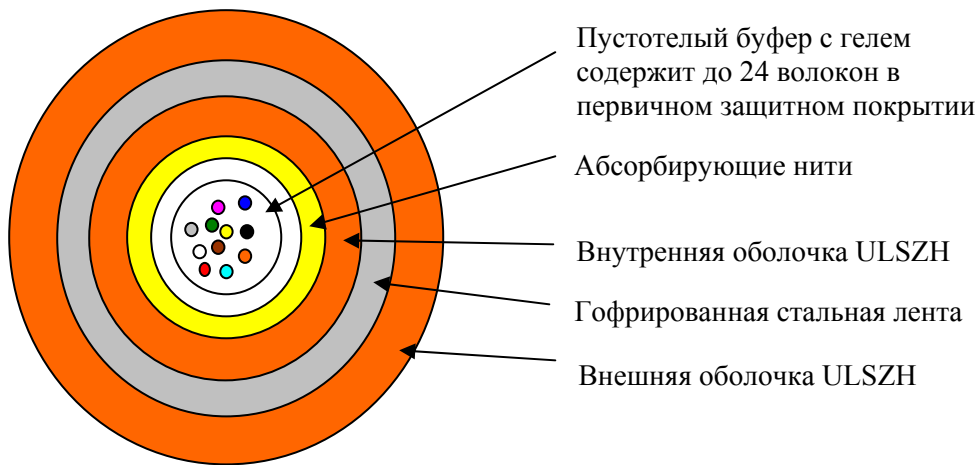 Пустотелый буфер с гелем
содержит до 24 волокон в
первичном защитном покрытии
Абсорбирующие нити
Внутренняя оболочка ULSZH
Гофрированная стальная лента
Внешняя оболочка ULSZH